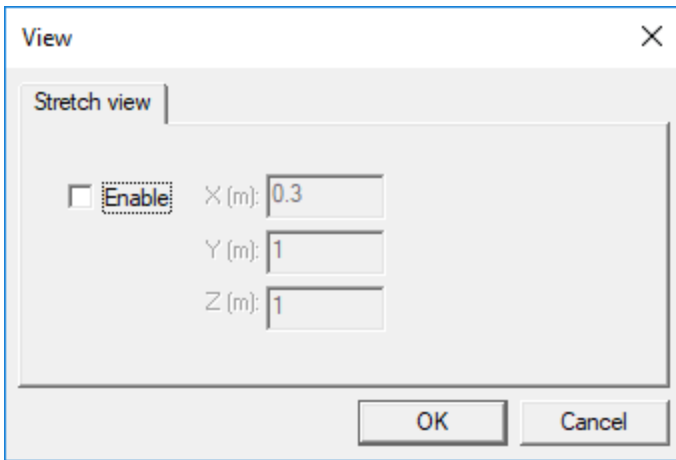 View
Stretch view
Enable X (m): 0.3
Y (m): 1
Z (m): 1
OK Cancel